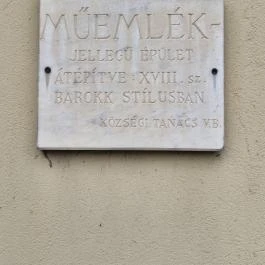 MŰEMLÉK-
JELLEGŰ ÉPÜLET
ÁTÉPÍTVE: XVIII. SZ.
BAROKK STÍLUSBAN
KÖZSÉGI TANÁCS V.B.